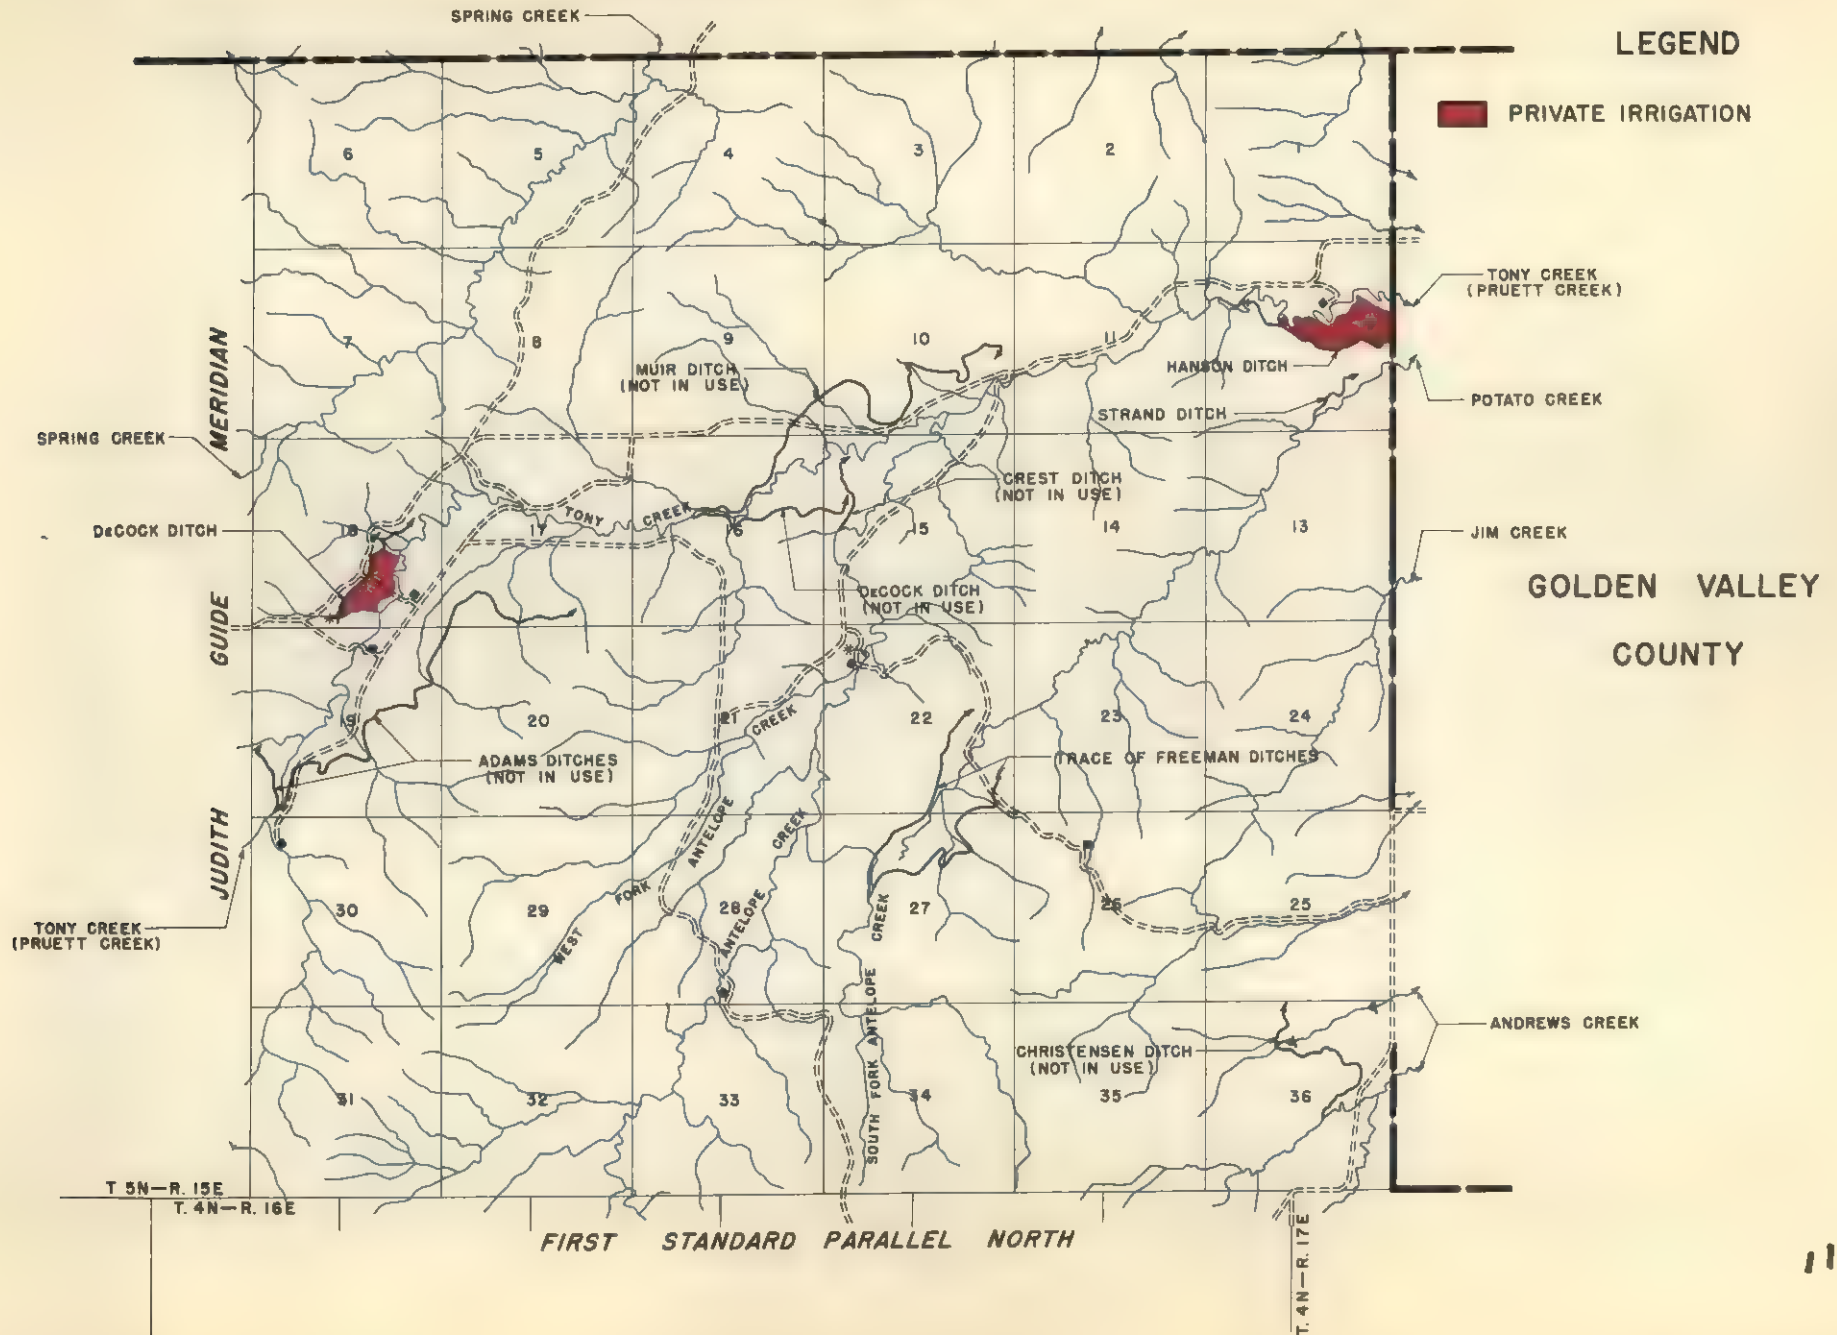 SPRING CREEK
LEGEND
PRIVATE IRRIGATION
6 5 4 3 2 1
TONY CREEK
(PRUETT CREEK)
7 8 9 10 11
MUIR DITCH
(NOT IN USE)
HANSON DITCH
POTATO CREEK
STRAND DITCH
MERIDIAN
SPRING CREEK
CREST DITCH
(NOT IN USE)
TONY CREEK
DECOCK DITCH
18 17 16 15 14 13
JIM CREEK
DECOCK DITCH
(NOT IN USE)
GOLDEN VALLEY
COUNTY
GUIDE
19 20 21 22 23 24
CREEK
ADAMS DITCHES
(NOT IN USE)
TRACE OF FREEMAN DITCHES
JUDITH
WEST FORK ANTELOPE
ANTELOPE CREEK
30 29 28 27 26 25
TONY CREEK
(PRUETT CREEK)
SOUTH FORK ANTELOPE CREEK
ANDREWS CREEK
CHRISTENSEN DITCH
(NOT IN USE)
31 32 33 34 35 36
T. 5N—R. 15E
T. 4N—R. 16E
FIRST STANDARD PARALLEL NORTH
T. 4N—R. 17E
11